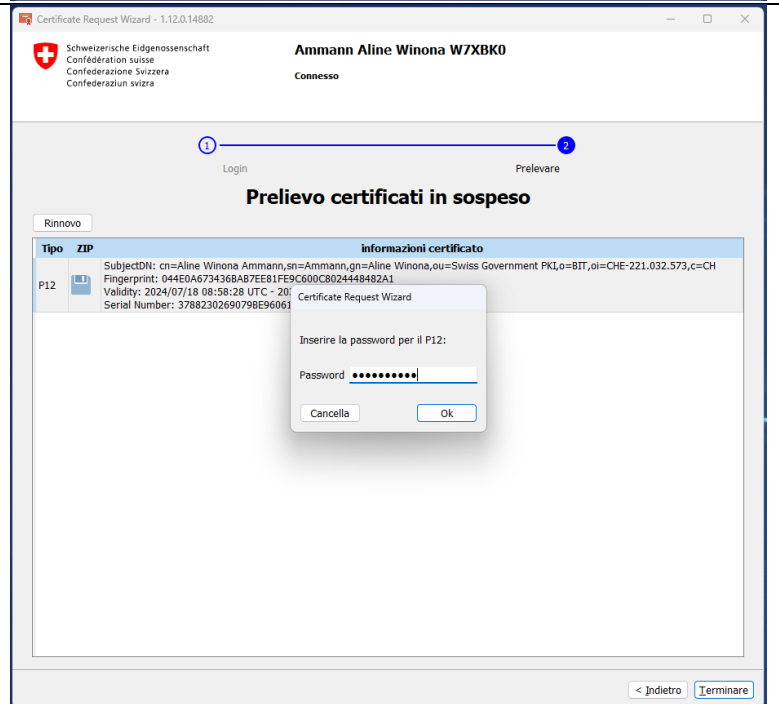 Certificate Request Wizard - 1.12.0.14882
Schweizerische Eidgenossenschaft
Confédération suisse
Confederazione Svizzera
Confederaziun svizra
Ammann Aline Winona W7XBK0
Connesso
1
2
Login
Prelevare
Prelievo certificati in sospeso
Rinnovo
Tipo ZIP informazioni certificato
P12
SubjectDN: cn=Aline Winona Ammann,sn=Ammann,gn=Aline Winona,ou=Swiss Government PKI,o=BIT,oi=CHE-221.032.573,c=CH
Fingerprint: 044E0A673436BAB7EE81FE9C600C8024448482A1
Validity: 2024/07/18 08:58:28 UTC - 20
Serial Number: 3788230269079BE96061
Certificate Request Wizard
Inserire la password per il P12:
Password ●●●●●●●●●●
Cancella Ok
< Indietro Terminare